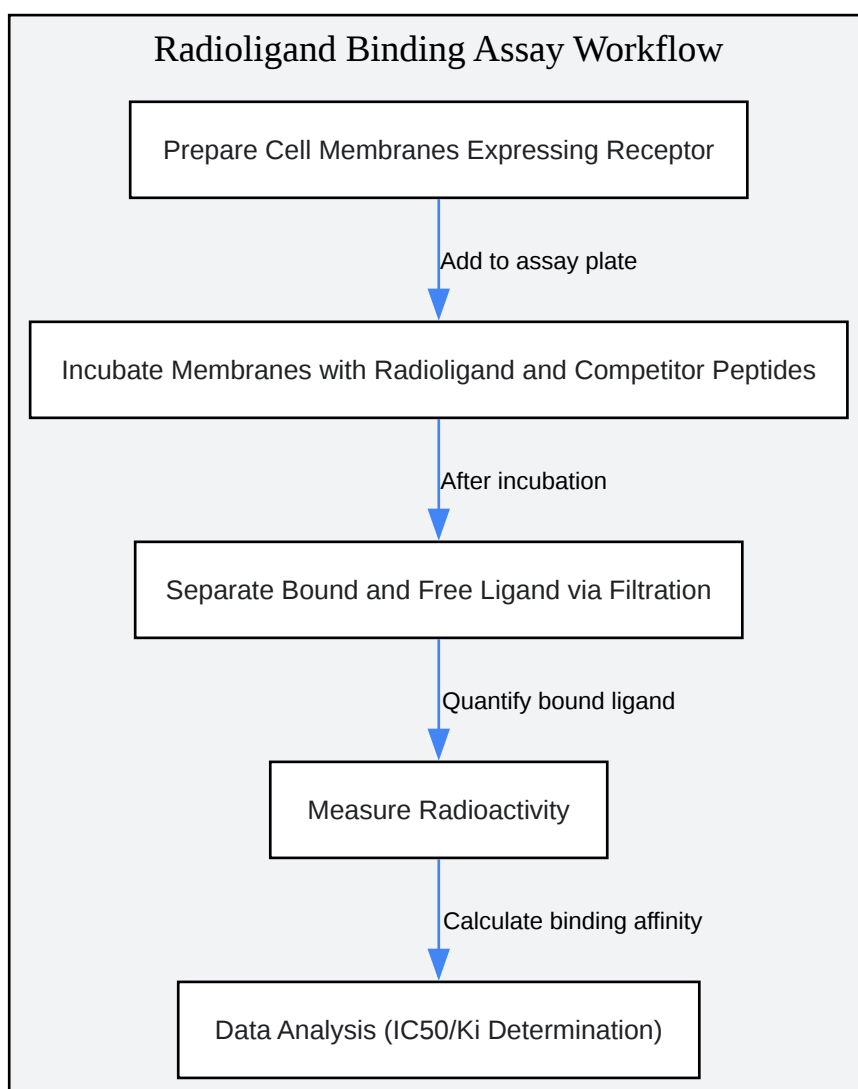 Radioligand Binding Assay Workflow
Prepare Cell Membranes Expressing Receptor
Add to assay plate
Incubate Membranes with Radioligand and Competitor Peptides
After incubation
Separate Bound and Free Ligand via Filtration
Quantify bound ligand
Measure Radioactivity
Calculate binding affinity
Data Analysis (IC50/Ki Determination)